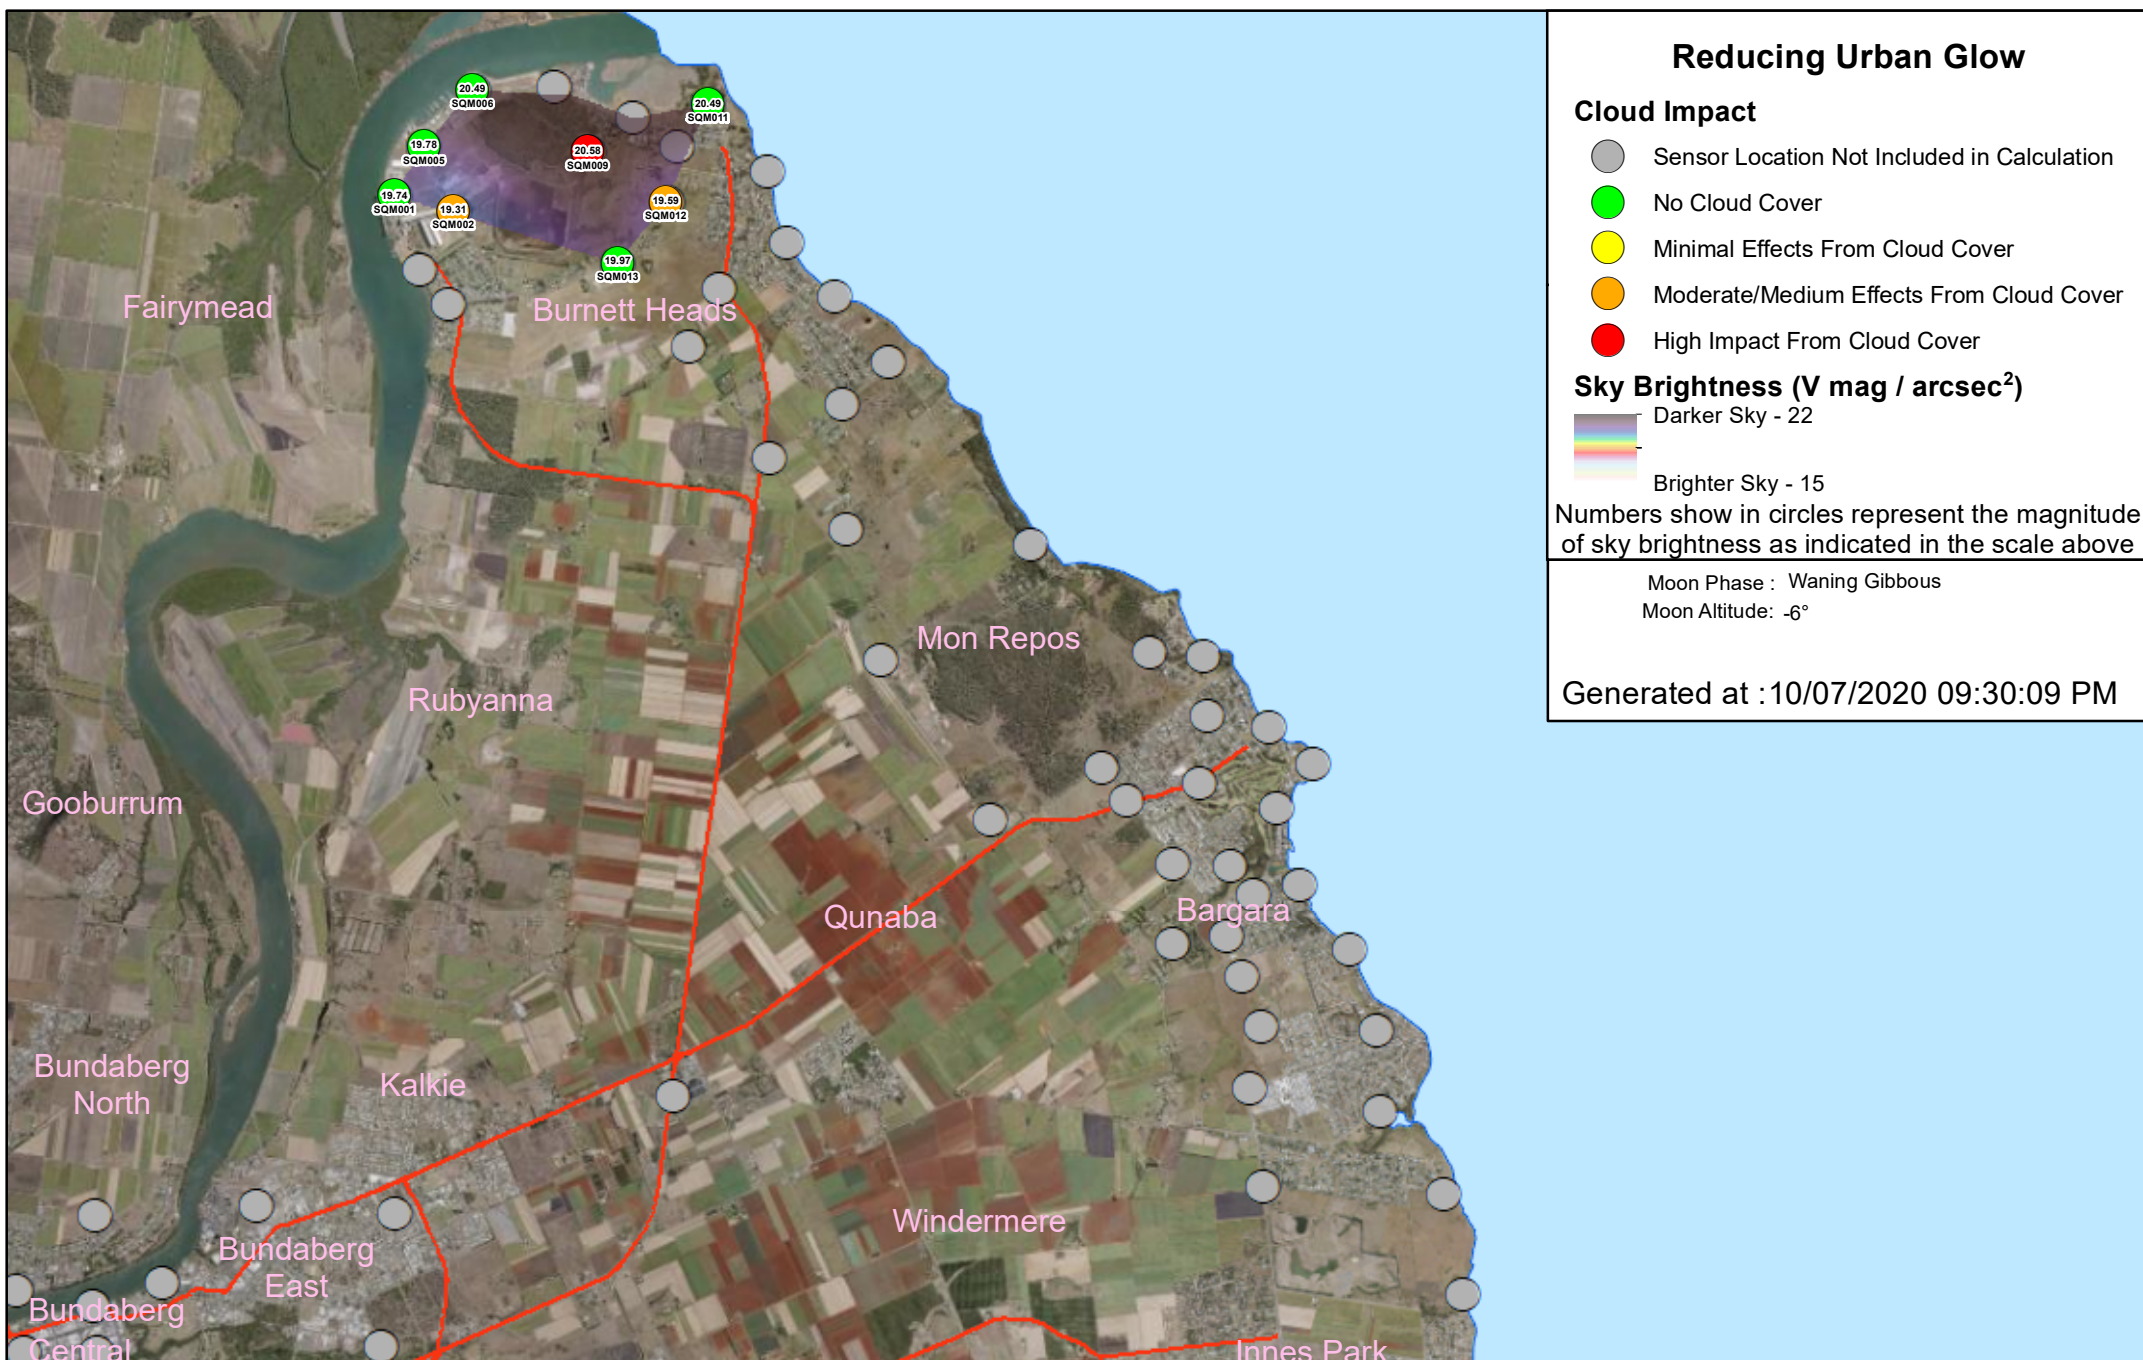 20.49
SQM006
20.49
SQM011
19.78
SQM005
20.58
SQM009
19.74
SQM001
19.31
SQM002
19.59
SQM012
19.97
SQM013
Fairymead
Burnett Heads
Mon Repos
Rubyanna
Gooburrum
Qunaba
Bargara
Bundaberg
North
Kalkie
Windermere
Bundaberg
East
Bundaberg
Central
Innes Park
Reducing Urban Glow
Cloud Impact
Sensor Location Not Included in Calculation
No Cloud Cover
Minimal Effects From Cloud Cover
Moderate/Medium Effects From Cloud Cover
High Impact From Cloud Cover
Sky Brightness (V mag / arcsec²)
Darker Sky - 22
Brighter Sky - 15
Numbers show in circles represent the magnitude
of sky brightness as indicated in the scale above
Moon Phase : Waning Gibbous
Moon Altitude: -6°
Generated at :10/07/2020 09:30:09 PM